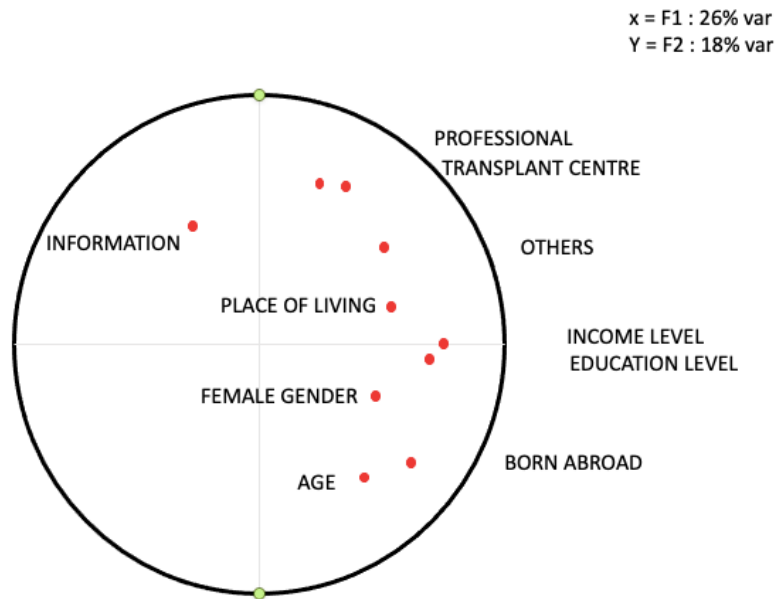 x = F1 : 26% var
Y = F2 : 18% var
PROFESSIONAL
TRANSPLANT CENTRE
INFORMATION
OTHERS
PLACE OF LIVING
INCOME LEVEL
EDUCATION LEVEL
FEMALE GENDER
BORN ABROAD
AGE